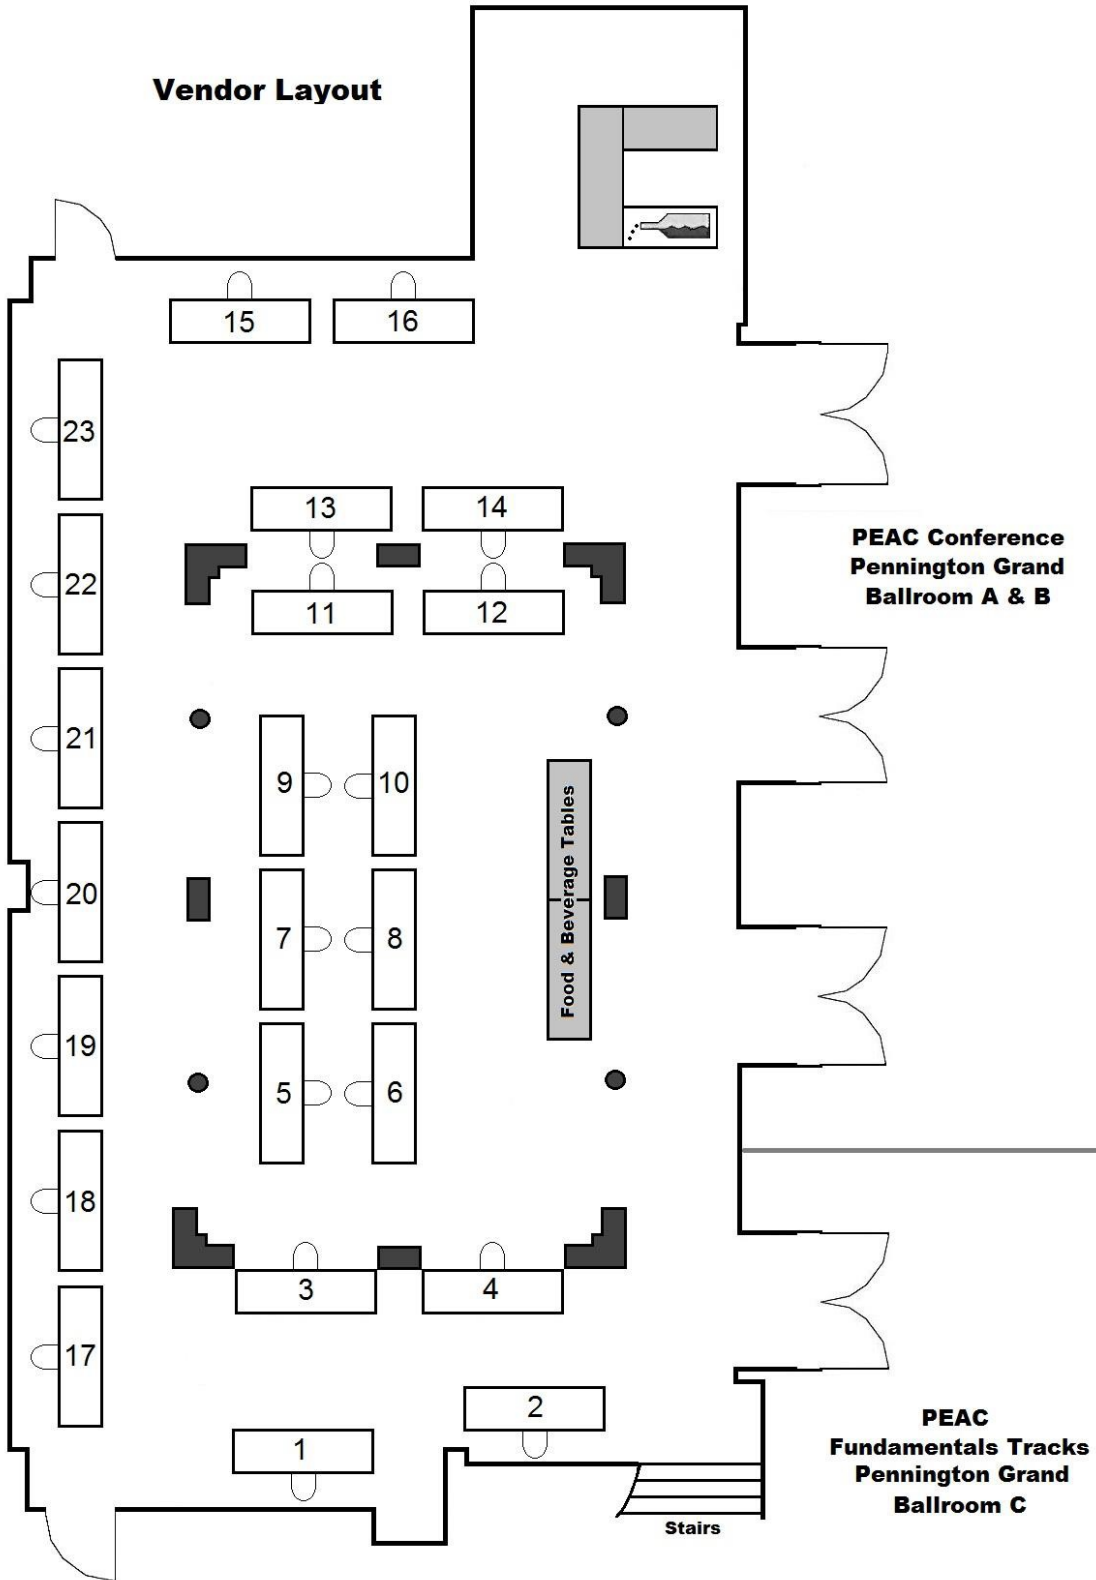 Vendor Layout
15
16
23
13
14
PEAC Conference
Pennington Grand
Ballroom A & B
22
11
12
21
9
10
Food & Beverage Tables
20
7
8
19
5
6
18
3
4
17
2
1
PEAC
Fundamentals Tracks
Pennington Grand
Ballroom C
Stairs